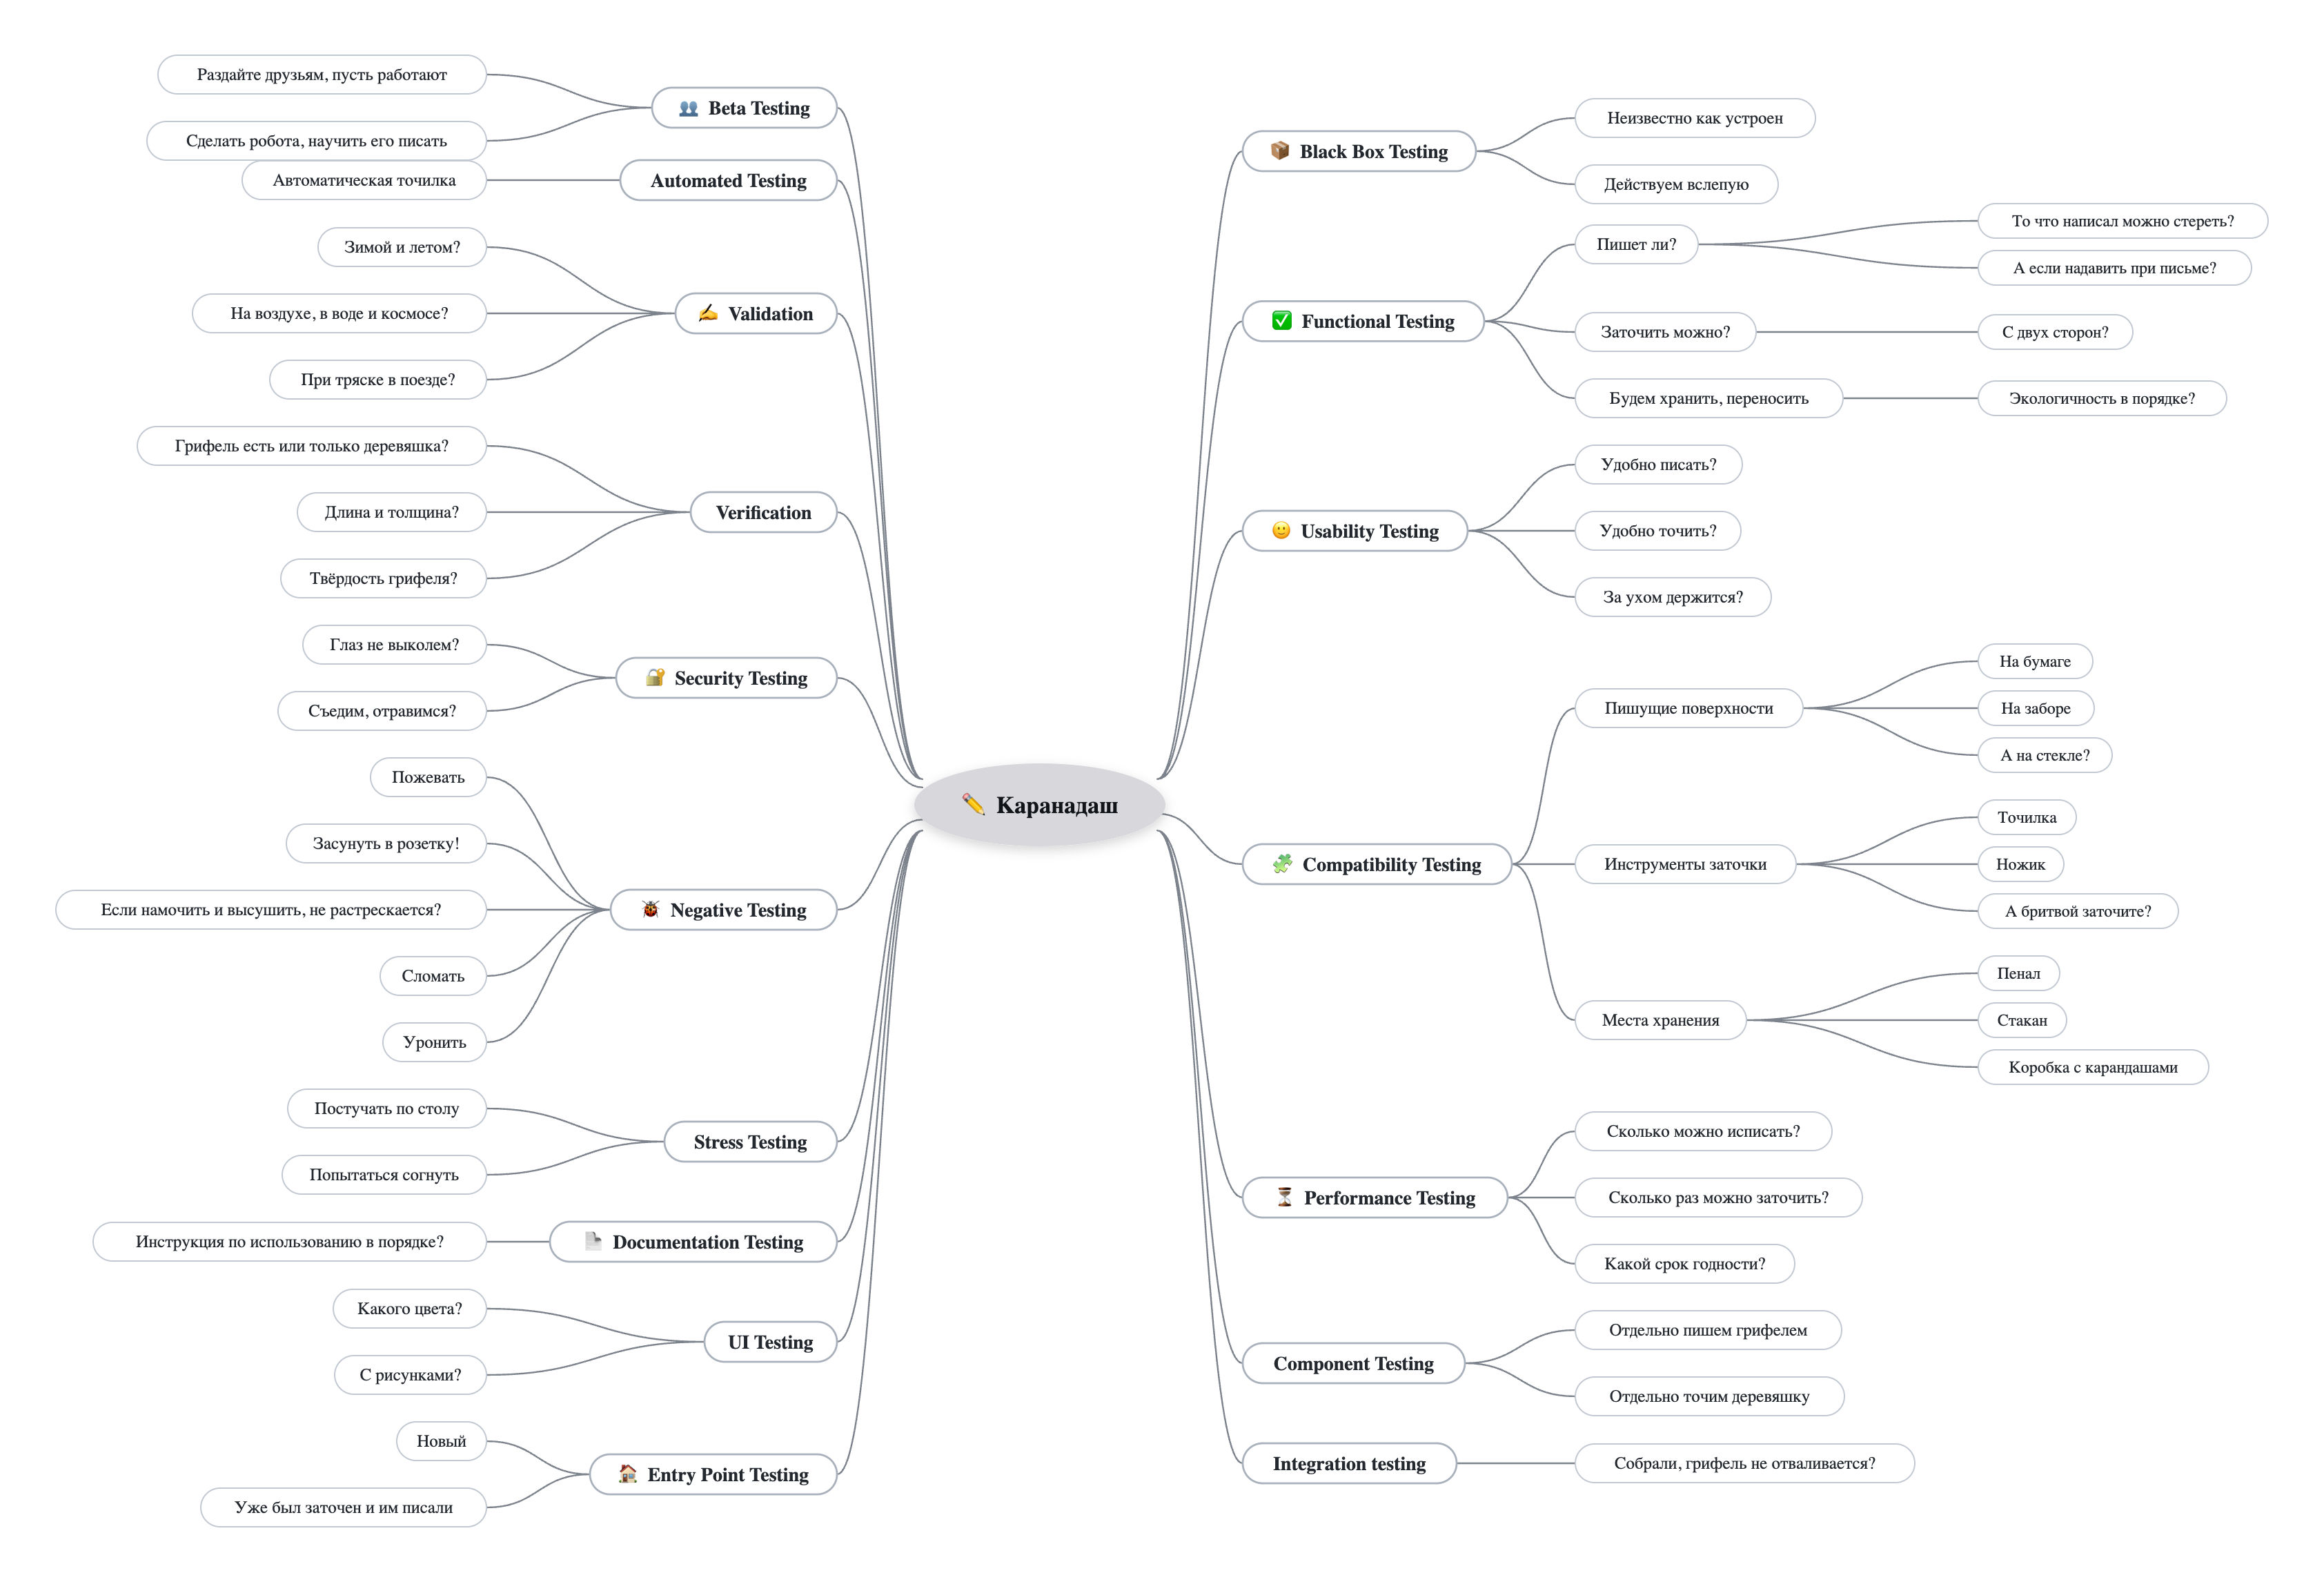 Раздайте друзьям, пусть работают
Сделать робота, научить его писать
Beta Testing
Автоматическая точилка
Automated Testing
Зимой и летом?
На воздухе, в воде и космосе?
При тряске в поезде?
Validation
Грифель есть или только деревяшка?
Длина и толщина?
Твёрдость грифеля?
Verification
Глаз не выколем?
Съедим, отравимся?
Security Testing
Пожевать
Засунуть в розетку!
Если намочить и высушить, не растрескается?
Сломать
Уронить
Negative Testing
Постучать по столу
Попытаться согнуть
Stress Testing
Инструкция по использованию в порядке?
Documentation Testing
Какого цвета?
С рисунками?
UI Testing
Новый
Уже был заточен и им писали
Entry Point Testing
Каранадаш
Black Box Testing
Неизвестно как устроен
Действуем вслепую
Functional Testing
Пишет ли?
То что написал можно стереть?
А если надавить при письме?
Заточить можно?
С двух сторон?
Будем хранить, переносить
Экологичность в порядке?
Usability Testing
Удобно писать?
Удобно точить?
За ухом держится?
Compatibility Testing
Пишущие поверхности
На бумаге
На заборе
А на стекле?
Инструменты заточки
Точилка
Ножик
А бритвой заточите?
Места хранения
Пенал
Стакан
Коробка с карандашами
Performance Testing
Сколько можно исписать?
Сколько раз можно заточить?
Какой срок годности?
Component Testing
Отдельно пишем грифелем
Отдельно точим деревяшку
Integration testing
Собрали, грифель не отваливается?